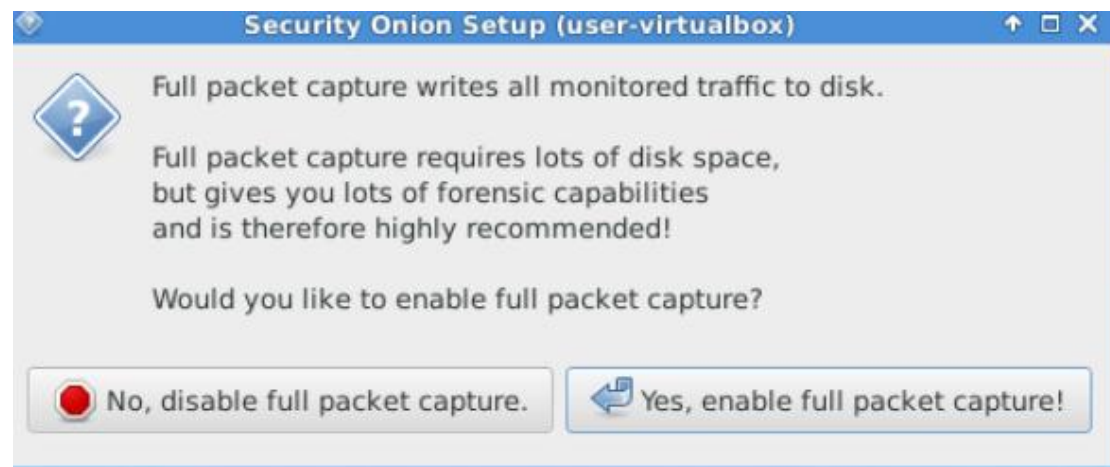 Security Onion Setup (user-virtualbox)
Full packet capture writes all monitored traffic to disk.
Full packet capture requires lots of disk space,
but gives you lots of forensic capabilities
and is therefore highly recommended!
Would you like to enable full packet capture?
No, disable full packet capture.
Yes, enable full packet capture!